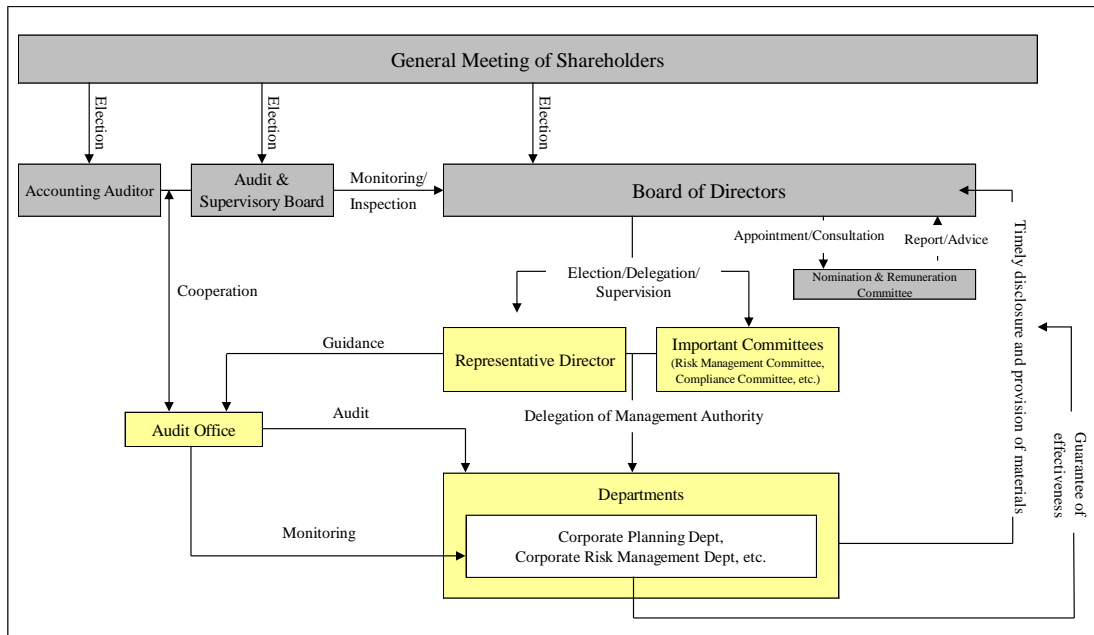 General Meeting of Shareholders
Election
Election
Election
Accounting Auditor
Audit &
Supervisory Board
Monitoring/
Inspection
Board of Directors
Appointment/Consultation
Report/Advice
Nomination & Remuneration
Committee
Election/Delegation/
Supervision
Cooperation
Timely disclosure and provision of materials
Guidance
Representative Director
Important Committees
(Risk Management Committee,
Compliance Committee, etc.)
Audit Office
Audit
Delegation of Management Authority
Guarantee of
effectiveness
Departments
Monitoring
Corporate Planning Dept,
Corporate Risk Management Dept, etc.